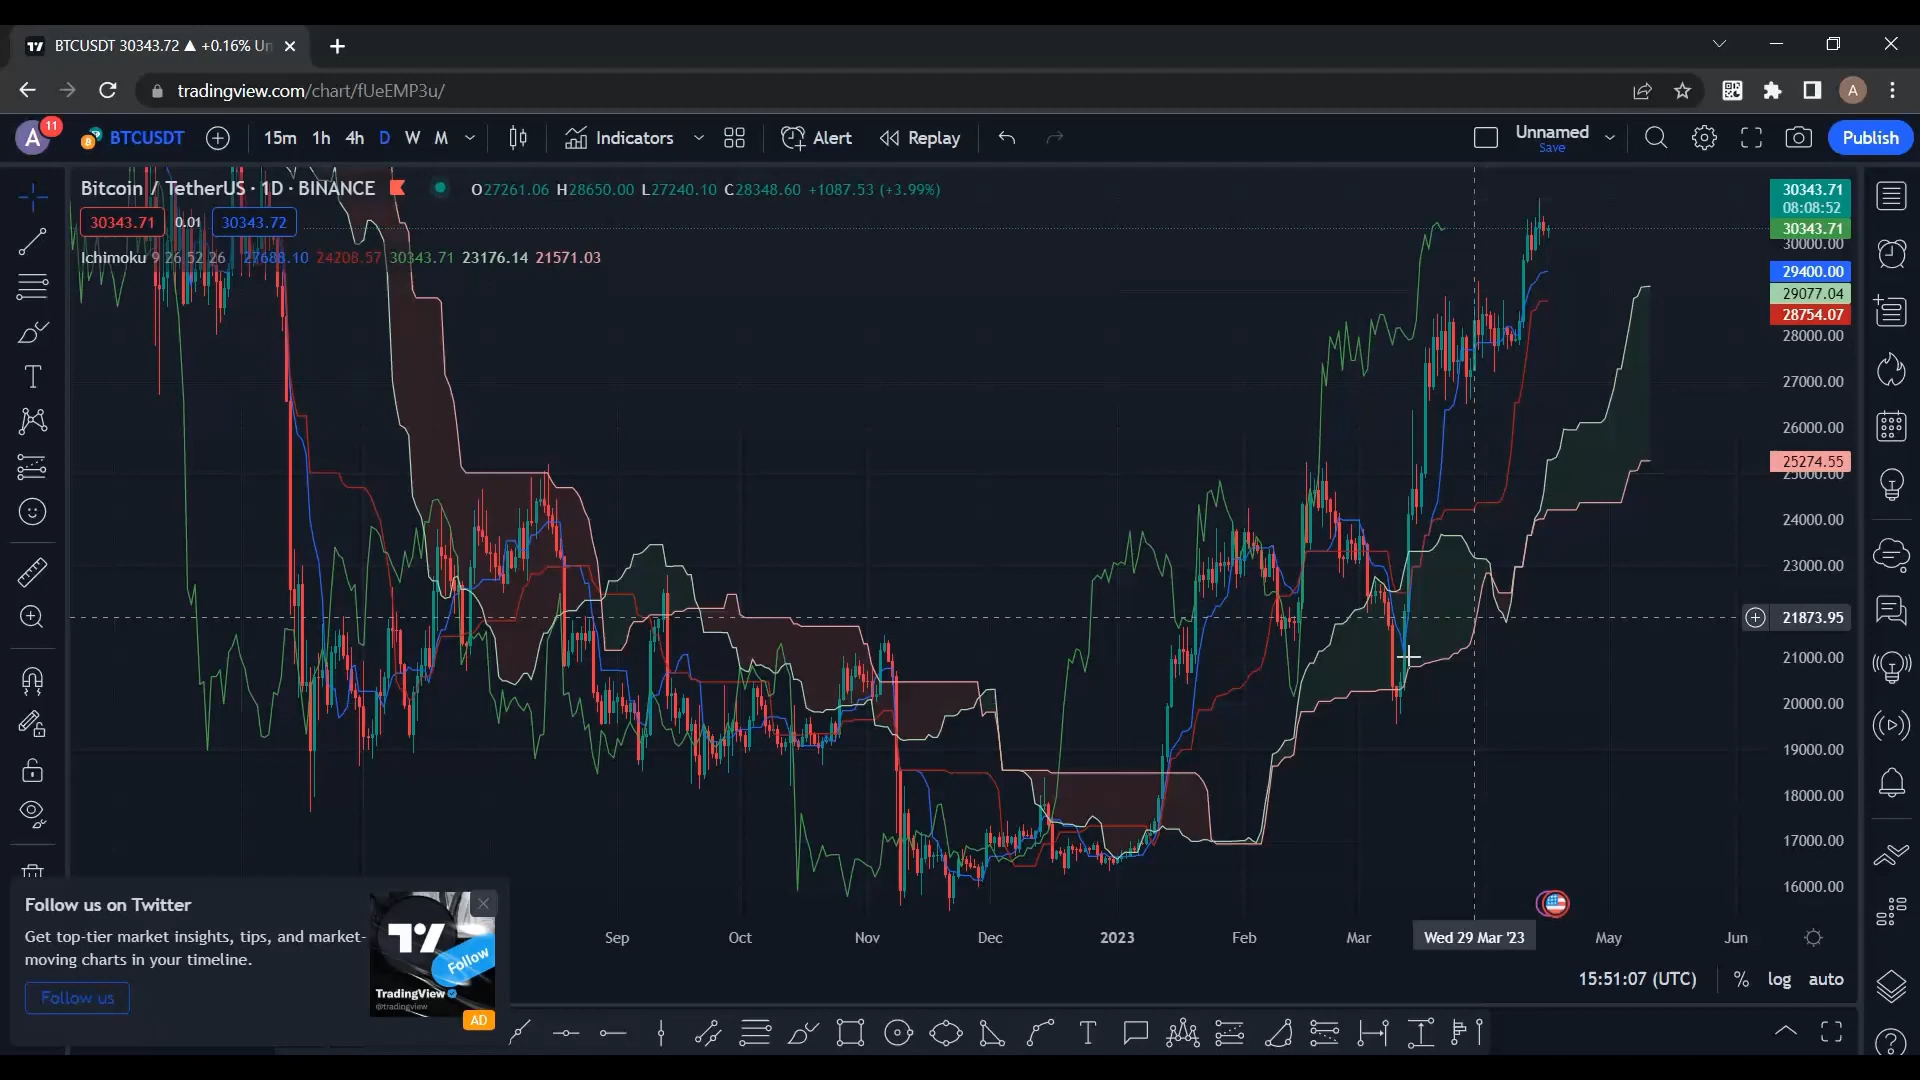 BTCUSDT 30343.72 ▲ +0.16% Un
tradingview.com/chart/fUeEMP3u/
A
A
11
BTCUSDT
15m 1h 4h D W M
Indicators
Alert
Replay
Unnamed
Save
Publish
Bitcoin / TetherUS · 1D · BINANCE
O27261.06 H28650.00 L27240.10 C28348.60 +1087.53 (+3.99%)
30343.71 0.01 30343.72
Ichimoku 9 26 52 26 27688.10 24208.57 30343.71 23176.14 21571.03
30343.71
08:08:52
30343.71
30000.00
29400.00
29077.04
28754.07
28000.00
27000.00
26000.00
25274.55
25000.00
24000.00
23000.00
21873.95
21000.00
20000.00
19000.00
18000.00
17000.00
16000.00
Sep Oct Nov Dec 2023 Feb Mar Wed 29 Mar '23 May Jun
15:51:07 (UTC) % log auto
Follow us on Twitter
Get top-tier market insights, tips, and market-
moving charts in your timeline.
Follow us
Follow
TradingView
@tradingview
AD